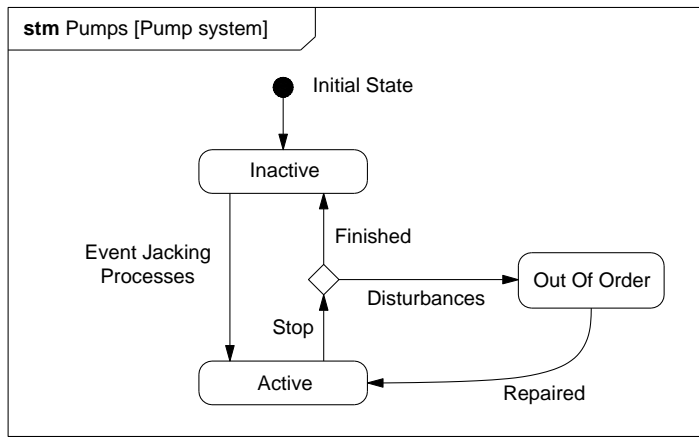 stm Pumps [Pump system]
Initial State
Inactive
Event Jacking
Processes
Finished
Disturbances
Out Of Order
Stop
Active
Repaired